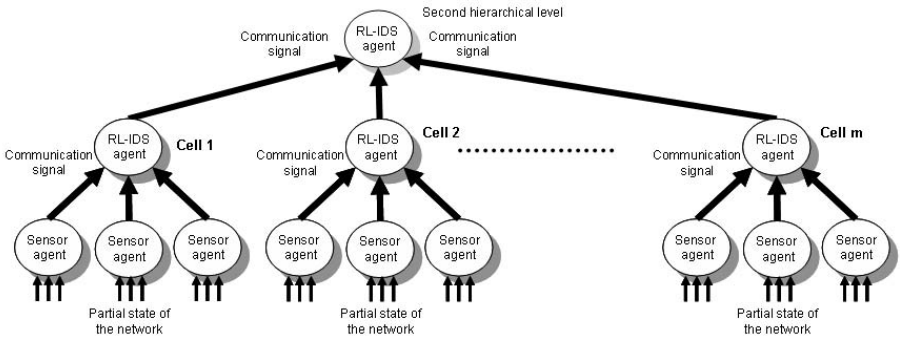 Second hierarchical level
Communication
signal
RL-IDS
agent
Communication
signal
RL-IDS
agent
Cell 1
Communication
signal
RL-IDS
agent
Cell 2
Communication
signal
RL-IDS
agent
Cell m
Communication
signal
Sensor
agent
Sensor
agent
Sensor
agent
Sensor
agent
Sensor
agent
Sensor
agent
Sensor
agent
Sensor
agent
Sensor
agent
Partial state of
the network
Partial state of
the network
Partial state of
the network